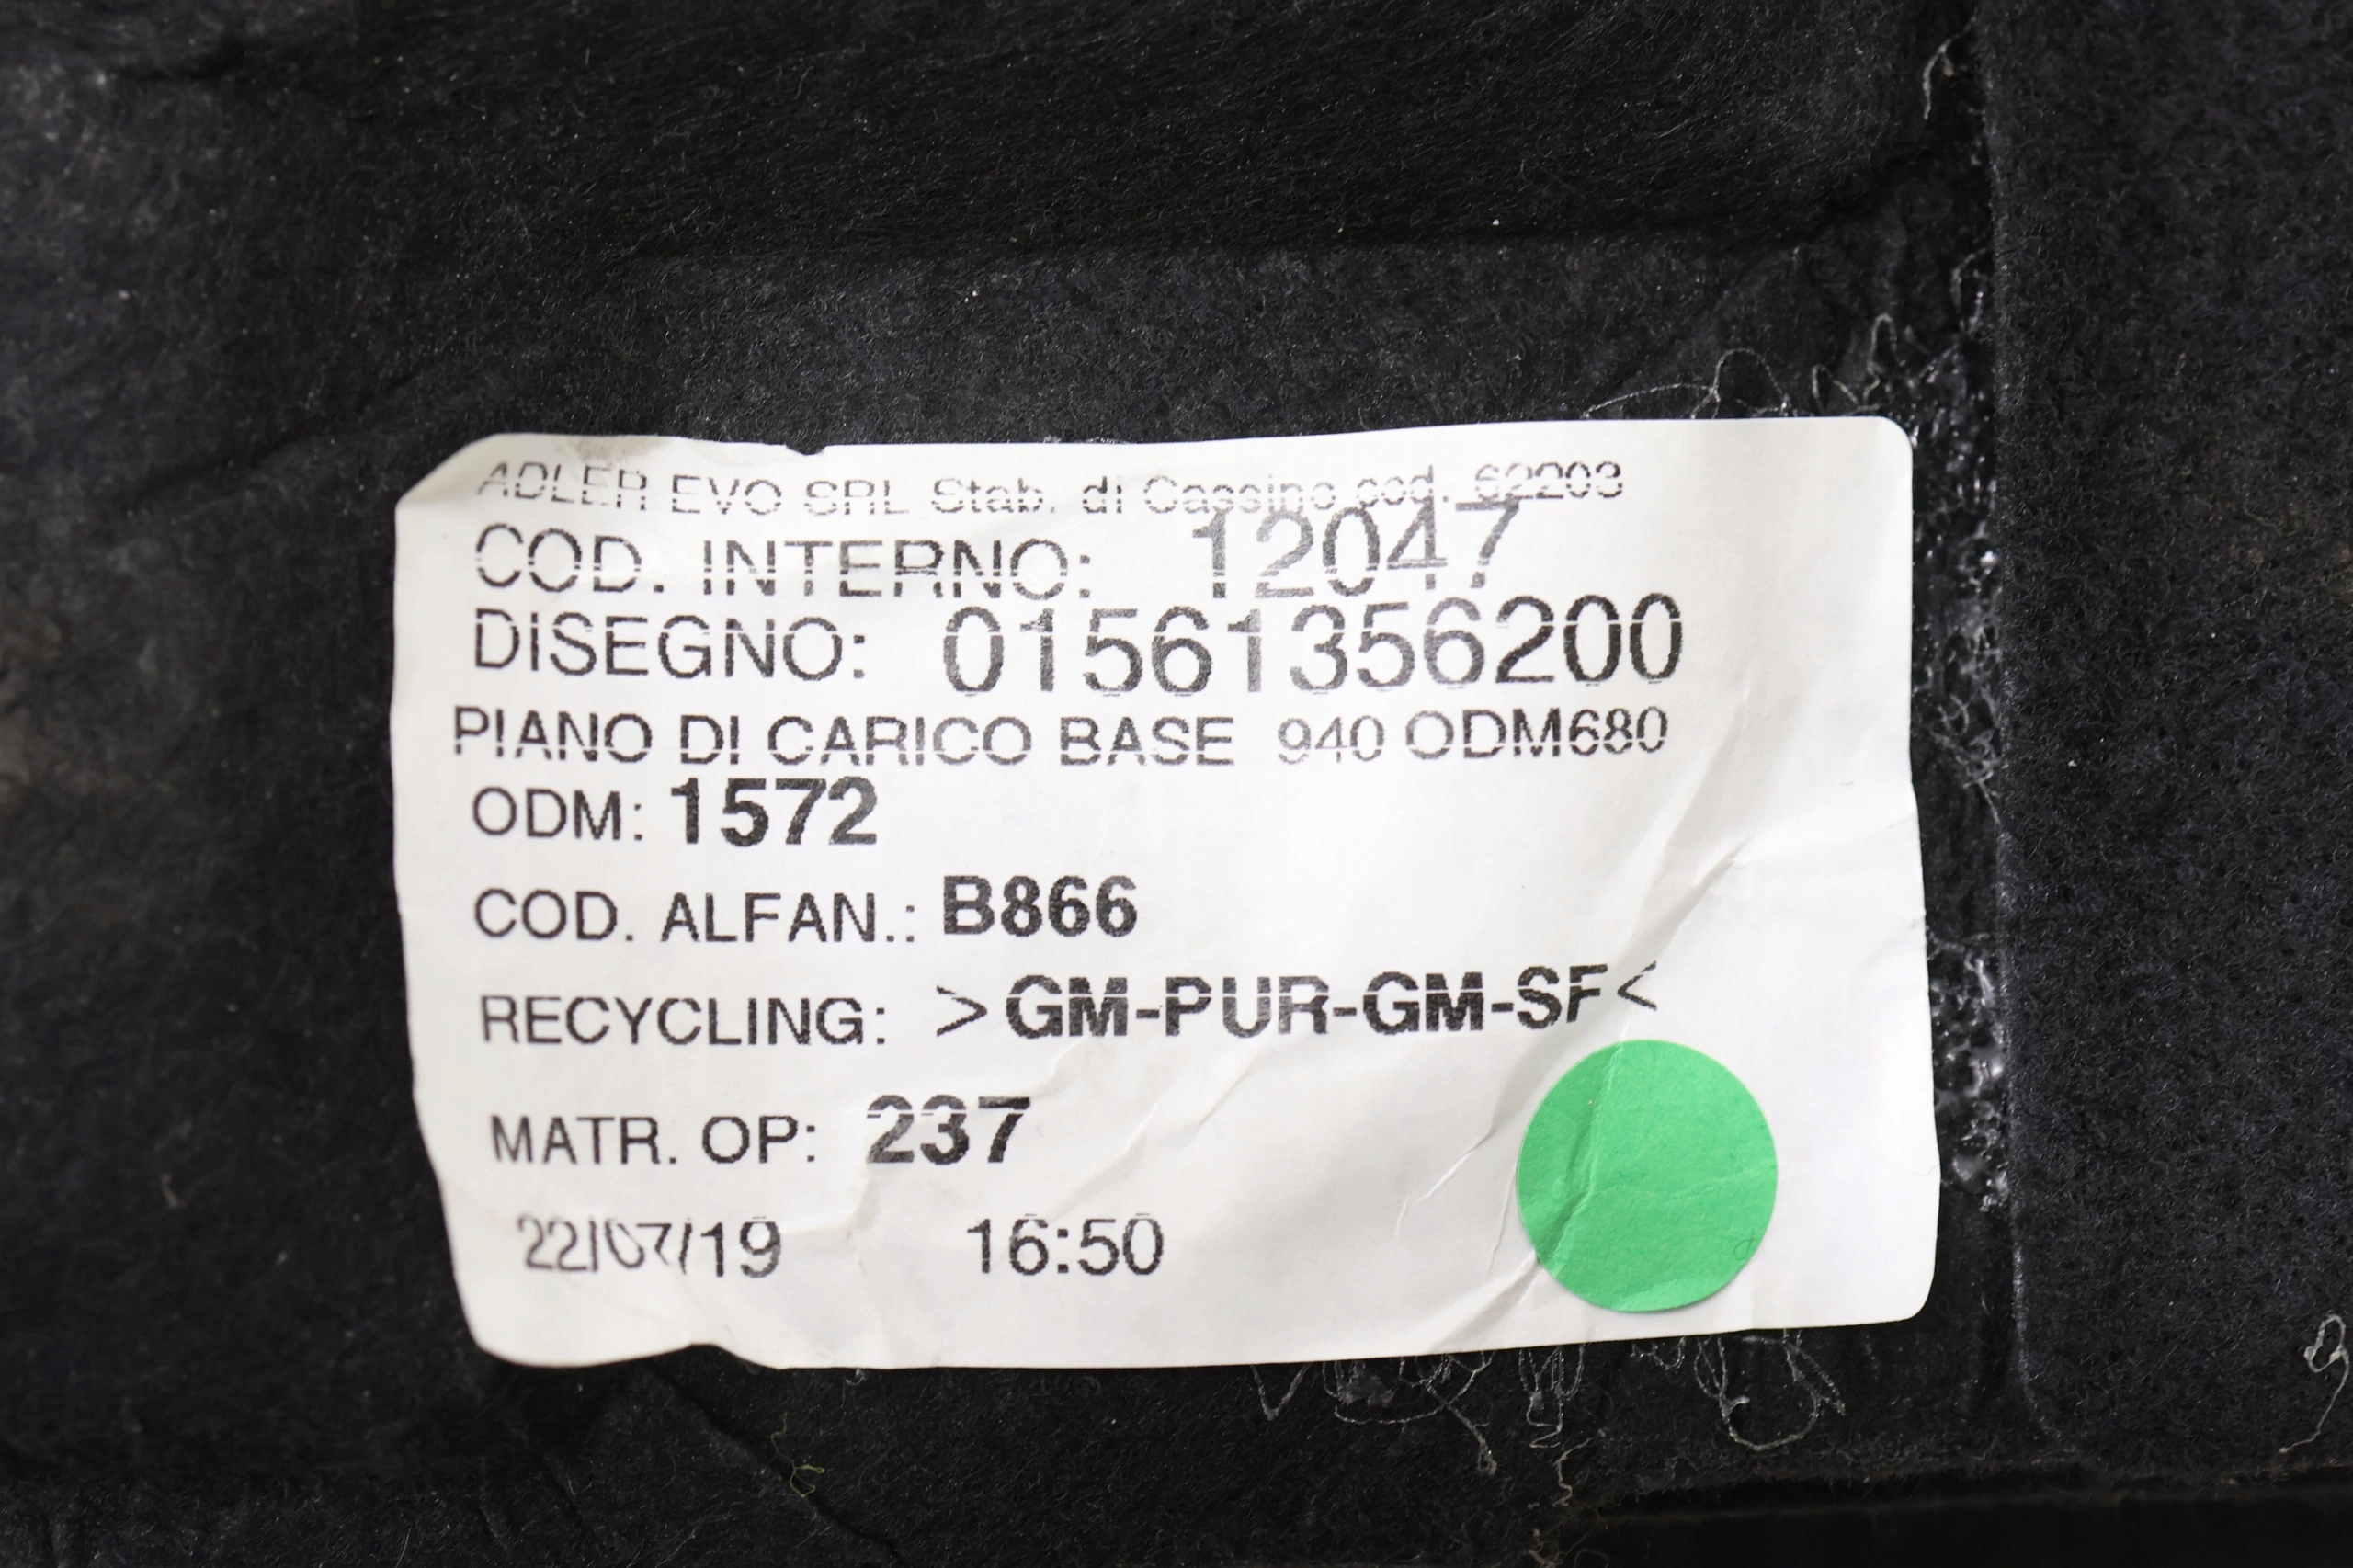 ADLER EVO SRL Stab. di Cassino cod. 62208
COD. INTERNO: 12047
DISEGNO: 01561356200
PIANO DI CARICO BASE 940 ODM680
ODM: 1572
COD. ALFAN.: B866
RECYCLING: >GM-PUR-GM-SF<
MATR. OP: 237
22/07/19 16:50